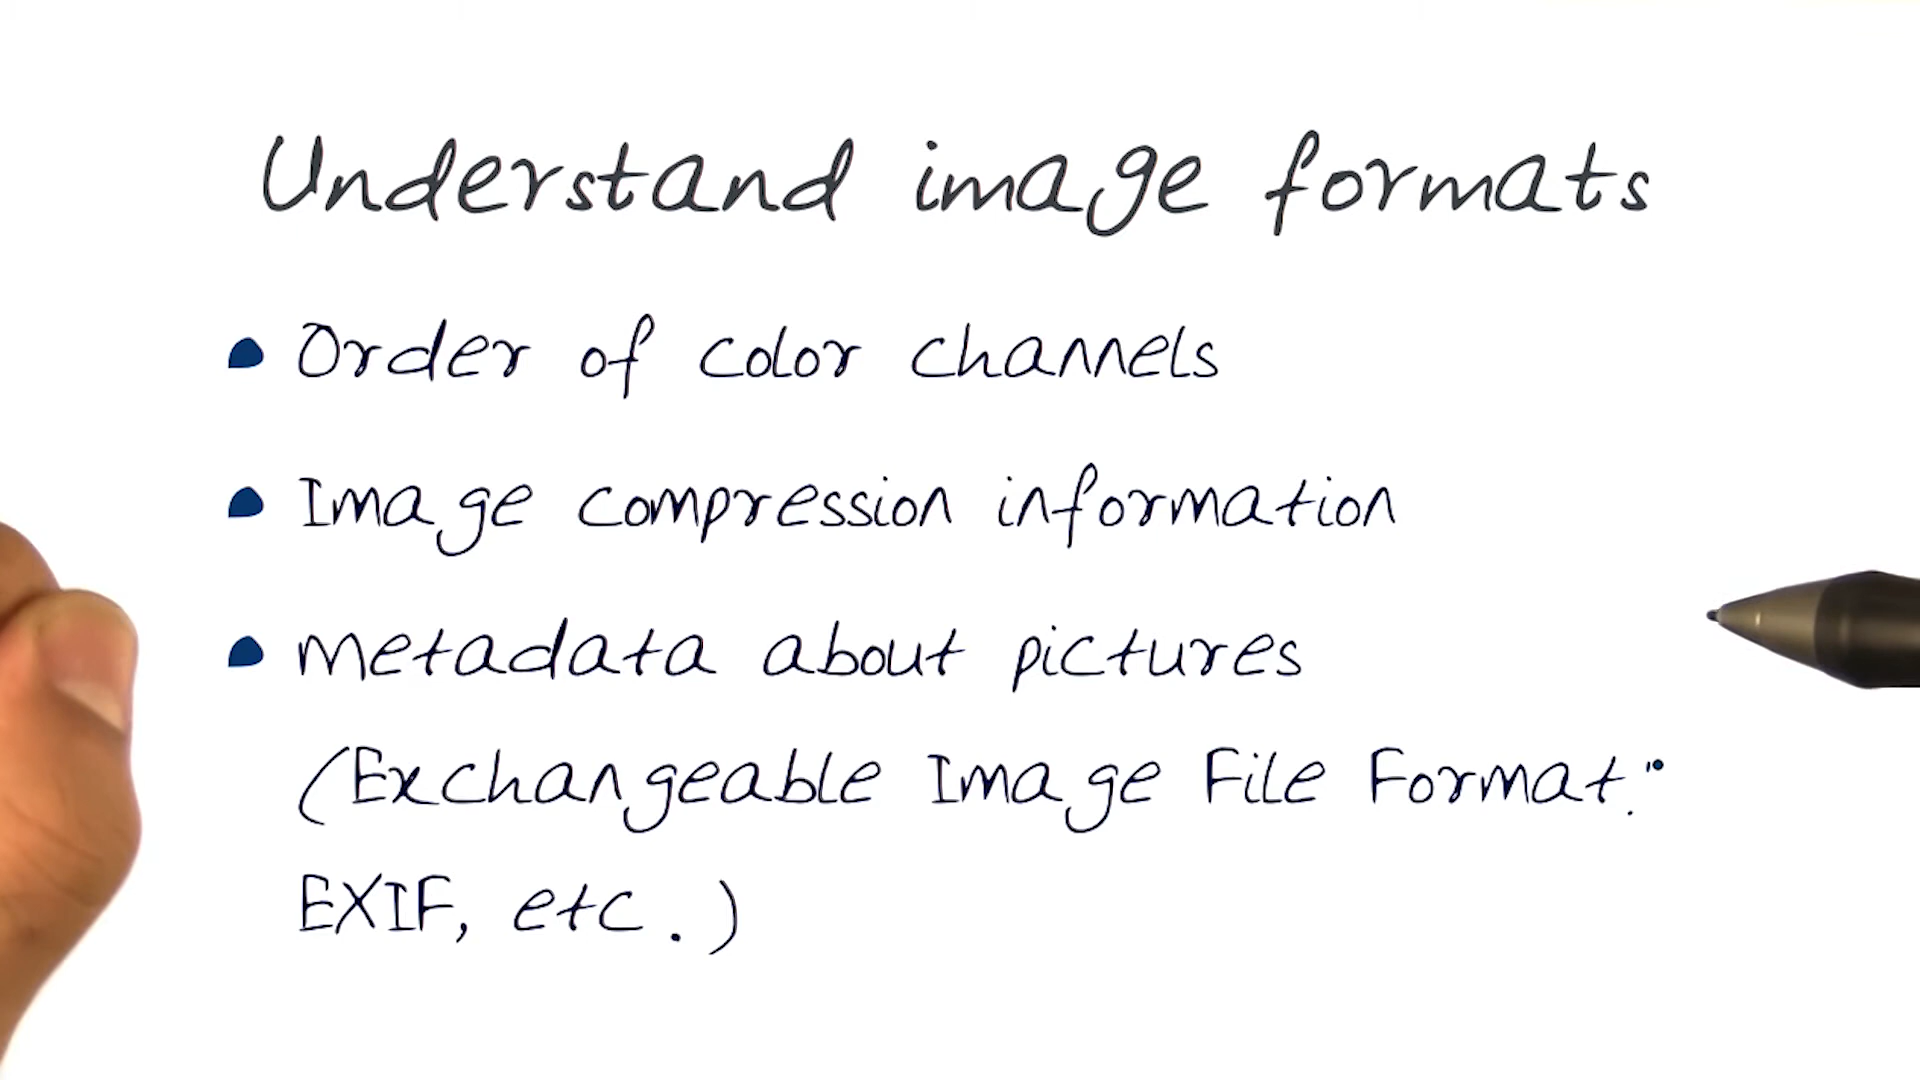 Understand image formats
• Order of color channels
• Image compression information
• Metadata about pictures
(Exchangeable Image File Format:
EXIF, etc.)